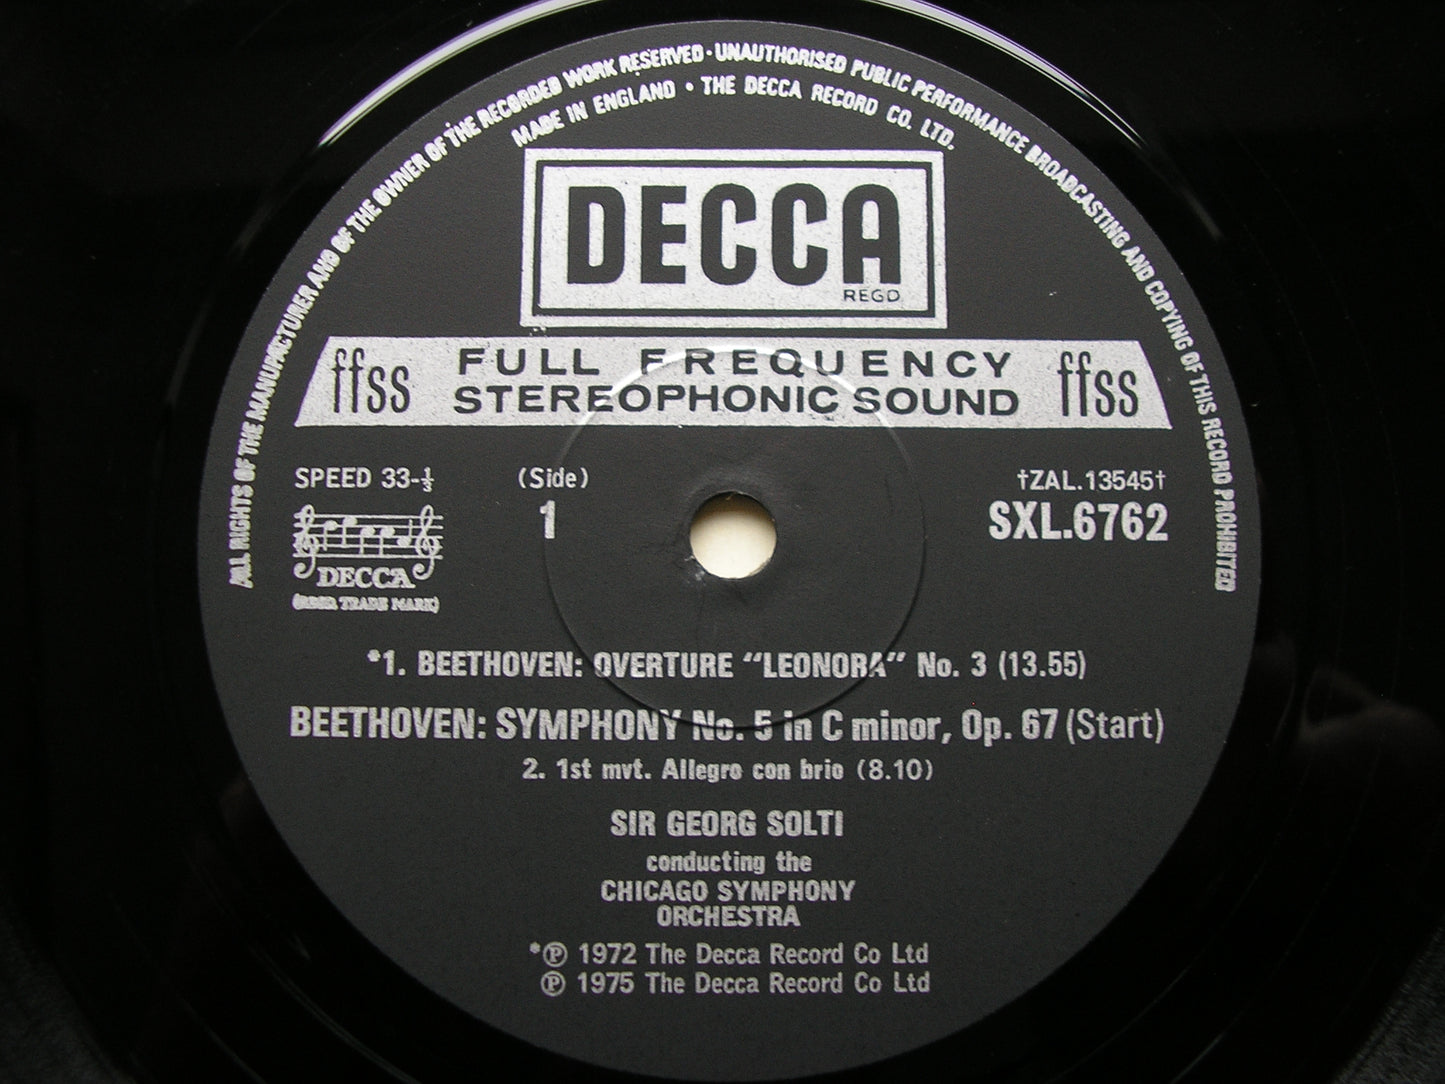 ALL RIGHTS OF THE MANUFACTURER AND OF THE OWNER OF THE RECORDED WORK RESERVED · UNAUTHORISED PUBLIC PERFORMANCE BROADCASTING AND COPYING OF THIS RECORD PROHIBITED
MADE IN ENGLAND • THE DECCA RECORD CO. LTD.
DECCA
REGD
ffss FULL FREQUENCY STEREOPHONIC SOUND ffss
SPEED 33-⅓ (Side) †ZAL.13545†
1 SXL.6762
DECCA
(REGD. TRADE MARK)
*1. BEETHOVEN: OVERTURE “LEONORA” No. 3 (13.55)
BEETHOVEN: SYMPHONY No. 5 in C minor, Op. 67 (Start)
2. 1st mvt. Allegro con brio (8.10)
SIR GEORG SOLTI
conducting the
CHICAGO SYMPHONY
ORCHESTRA
*℗ 1972 The Decca Record Co Ltd
℗ 1975 The Decca Record Co Ltd